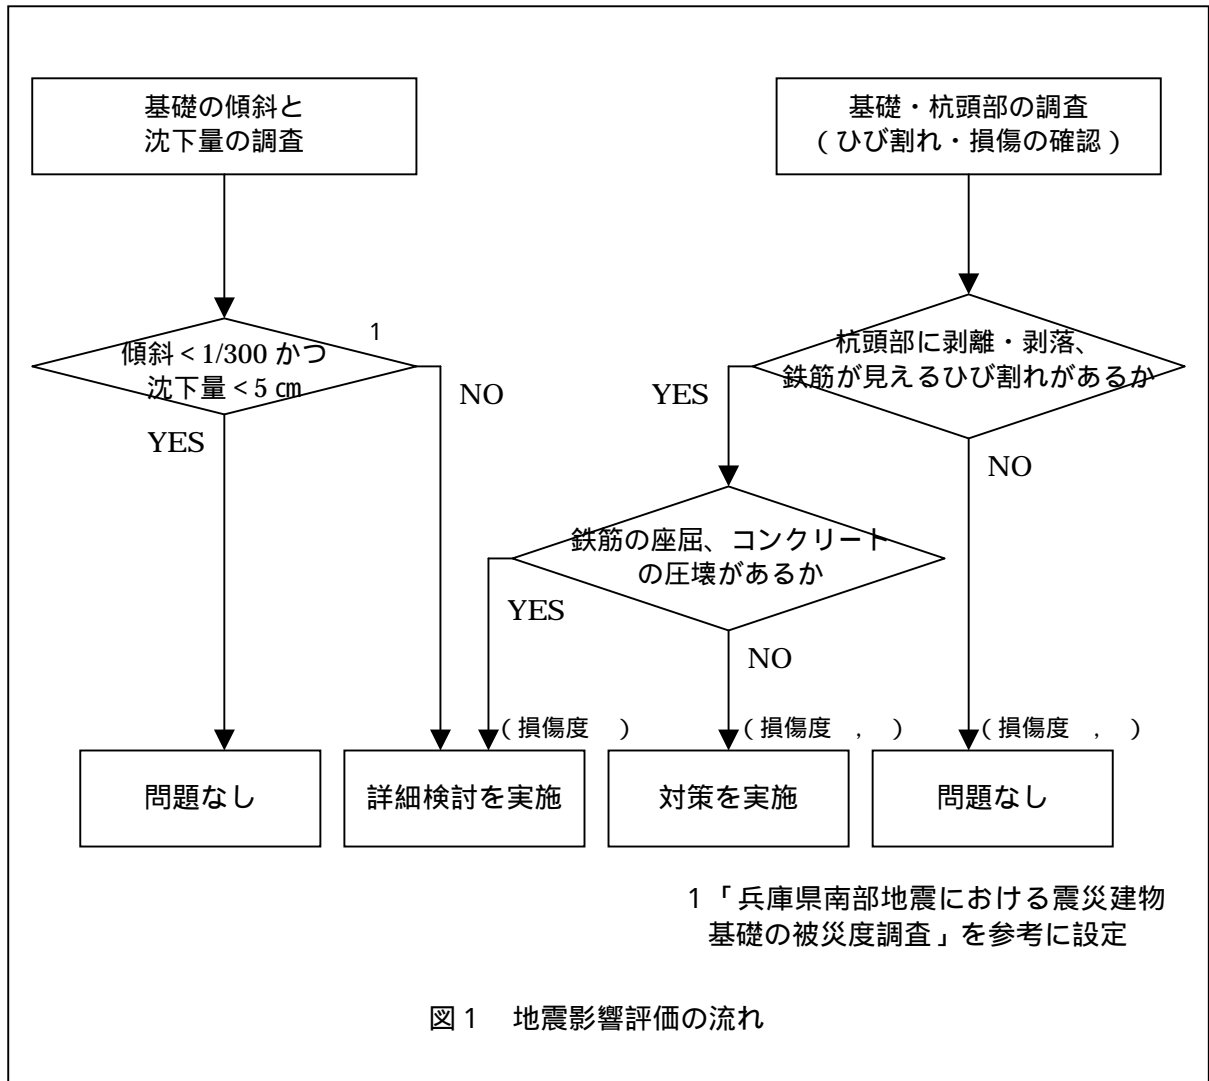 基礎の傾斜と
沈下量の調査
基礎・杭頭部の調査
(ひび割れ・損傷の確認)
1
傾斜<1/300 かつ
沈下量<5 ㎝
YES
NO
杭頭部に剥離・剥落、
鉄筋が見えるひび割れがあるか
YES
NO
鉄筋の座屈、コンクリート
の圧壊があるか
YES
NO
(損傷度 )
(損傷度 , )
(損傷度 , )
問題なし
詳細検討を実施
対策を実施
問題なし
1「兵庫県南部地震における震災建物
基礎の被災度調査」を参考に設定
図1 地震影響評価の流れ